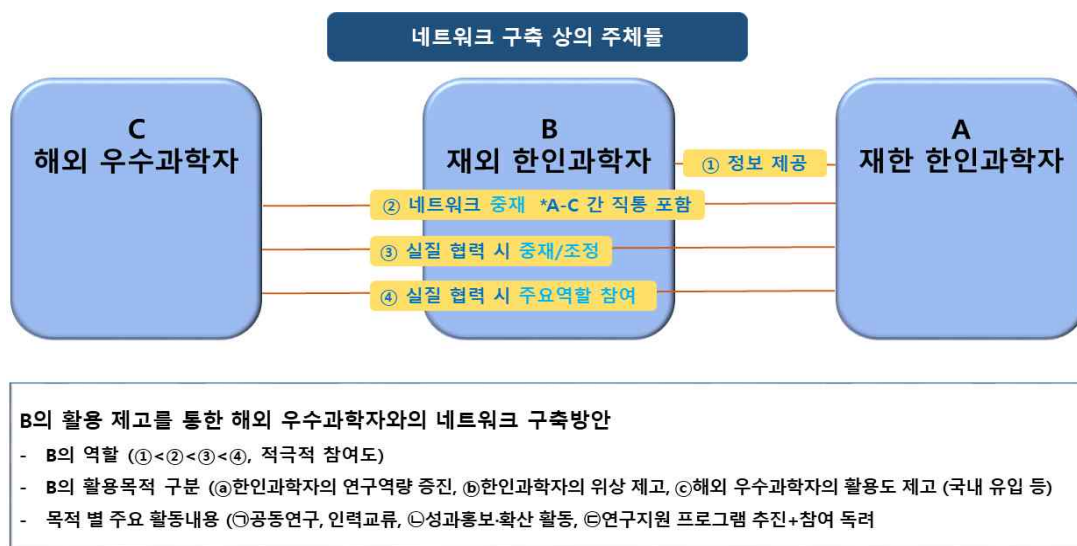 네트워크 구축 상의 주체들
C
해외 우수과학자
B
재외 한인과학자
A
재한 한인과학자
① 정보 제공
② 네트워크 중재 *A-C 간 직통 포함
③ 실질 협력 시 중재/조정
④ 실질 협력 시 주요역할 참여
B의 활용 제고를 통한 해외 우수과학자와의 네트워크 구축방안
- B의 역할 (①<②<③<④, 적극적 참여도)
- B의 활용목적 구분 (ⓐ한인과학자의 연구역량 증진, ⓑ한인과학자의 위상 제고, ⓒ해외 우수과학자의 활용도 제고 (국내 유입 등)
- 목적 별 주요 활동내용 (㉠공동연구, 인력교류, ㉡성과홍보·확산 활동, ㉢연구지원 프로그램 추진+참여 독려